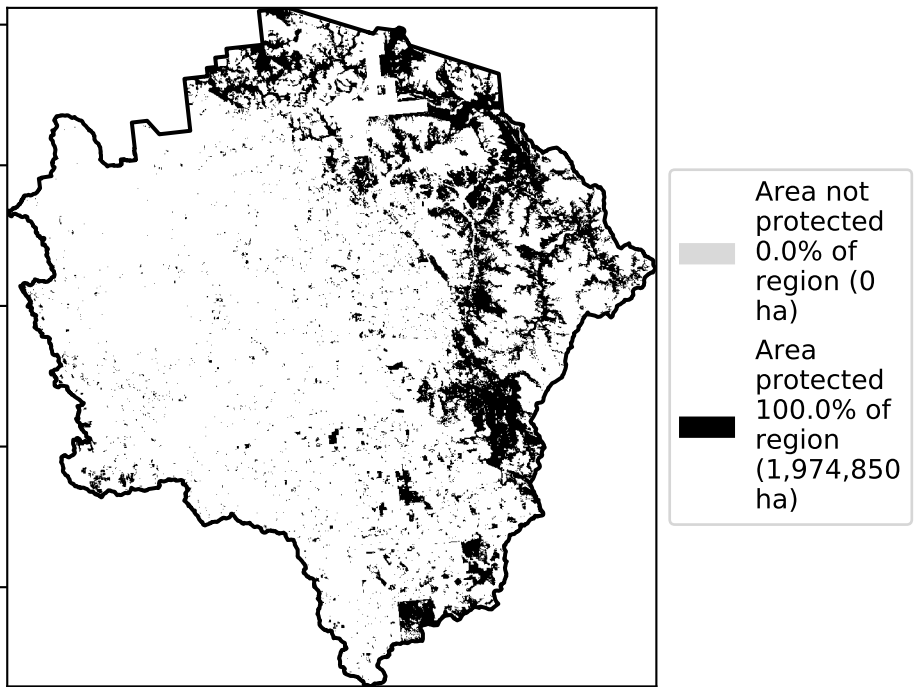 Area not
protected
0.0% of
region (0
ha)
Area
protected
100.0% of
region
(1,974,850
ha)